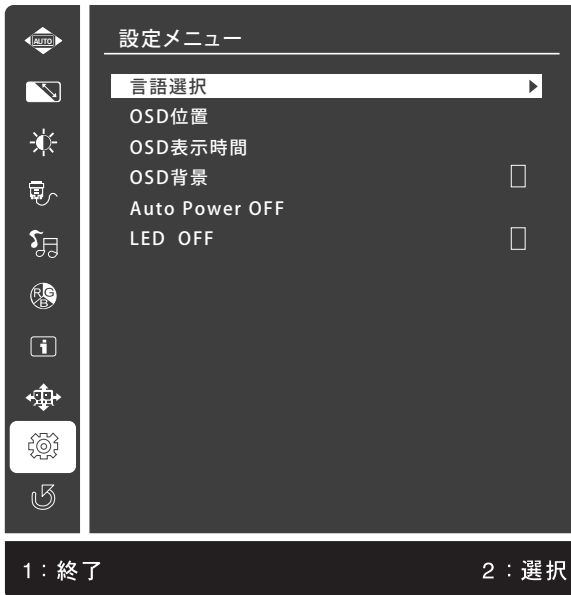 AUTO
設定メニュー
言語選択
OSD位置
OSD表示時間
OSD背景
Auto Power OFF
LED OFF
RG
B
i
1：終了 2：選択